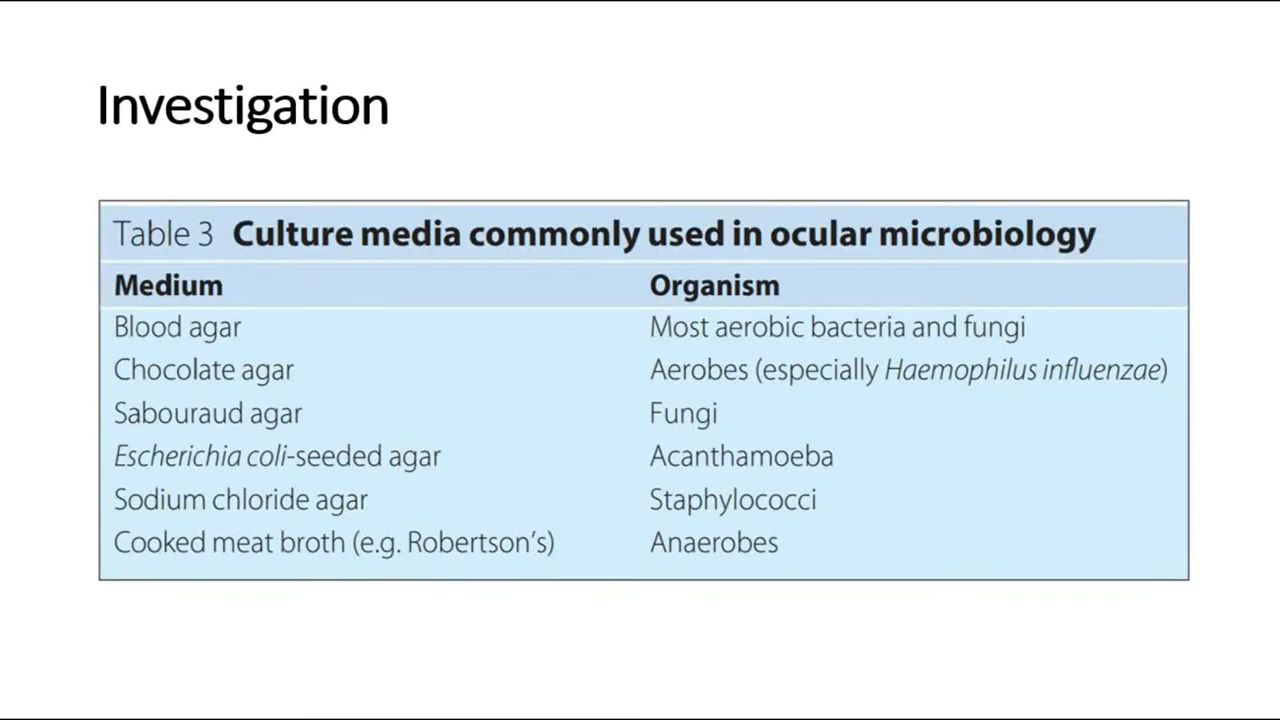 Investigation
Table 3 Culture media commonly used in ocular microbiology
Medium Organism
Blood agar Most aerobic bacteria and fungi
Chocolate agar Aerobes (especially Haemophilus influenzae)
Sabouraud agar Fungi
Escherichia coli-seeded agar Acanthamoeba
Sodium chloride agar Staphylococci
Cooked meat broth (e.g. Robertson's) Anaerobes